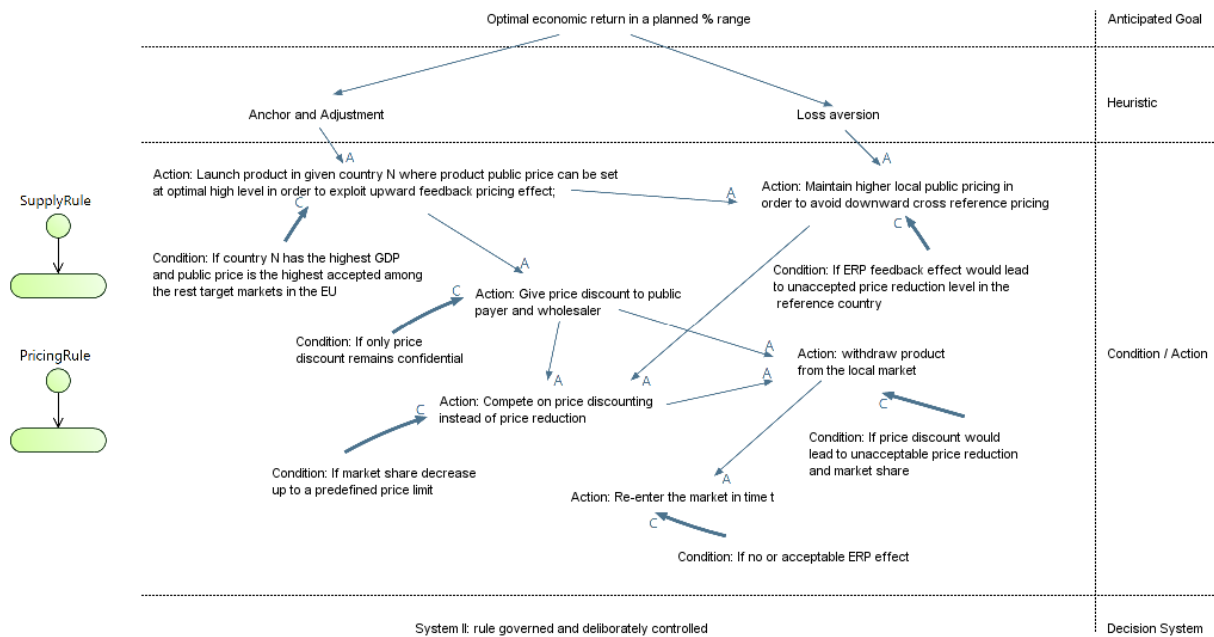 Optimal economic return in a planned % range
Anticipated Goal
Heuristic
Anchor and Adjustment
Loss aversion
A
A
Action: Launch product in given country N where product public price can be set
at optimal high level in order to exploit upward feedback pricing effect;
A
Action: Maintain higher local public pricing in
order to avoid downward cross reference pricing
SupplyRule
C
C
Condition: If country N has the highest GDP
and public price is the highest accepted among
the rest target markets in the EU
A
Condition: If ERP feedback effect would lead
to unaccepted price reduction level in the
reference country
C
Action: Give price discount to public
payer and wholesaler
Condition: If only price
discount remains confidential
PricingRule
A
Action: withdraw product
from the local market
Condition / Action
A
A
A
C
Action: Compete on price discounting
instead of price reduction
C
Condition: If price discount would
lead to unacceptable price reduction
and market share
Condition: If market share decrease
up to a predefined price limit
A
Action: Re-enter the market in time t
C
Condition: If no or acceptable ERP effect
System II: rule governed and deliberately controlled
Decision System